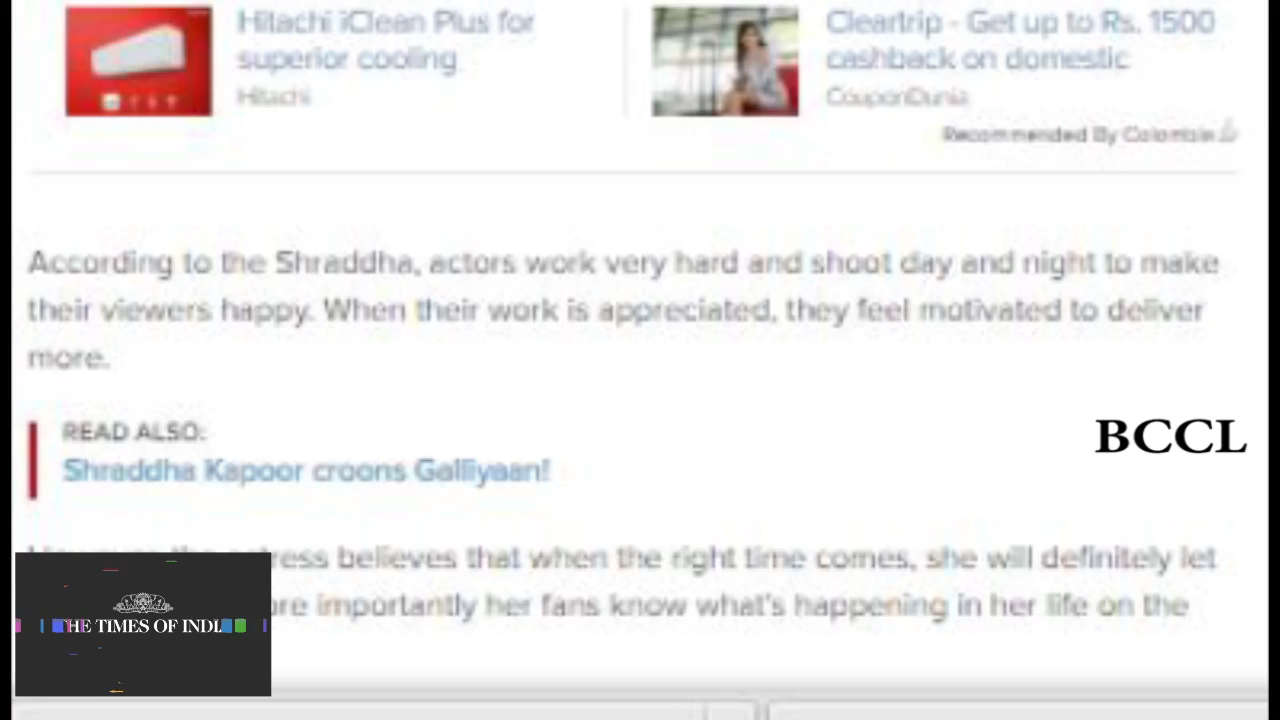 Hitachi iClean Plus for
superior cooling
Hitachi
Cleartrip - Get up to Rs. 1500
cashback on domestic
CouponDunia
Recommended By Colombia
According to the Shraddha, actors work very hard and shoot day and night to make
their viewers happy. When their work is appreciated, they feel motivated to deliver
more.
READ ALSO:
Shraddha Kapoor croons Galliyaan!
BCCL
believes that when the right time comes, she will definitely let
importantly her fans know what's happening in her life on the
THE TIMES OF INDI